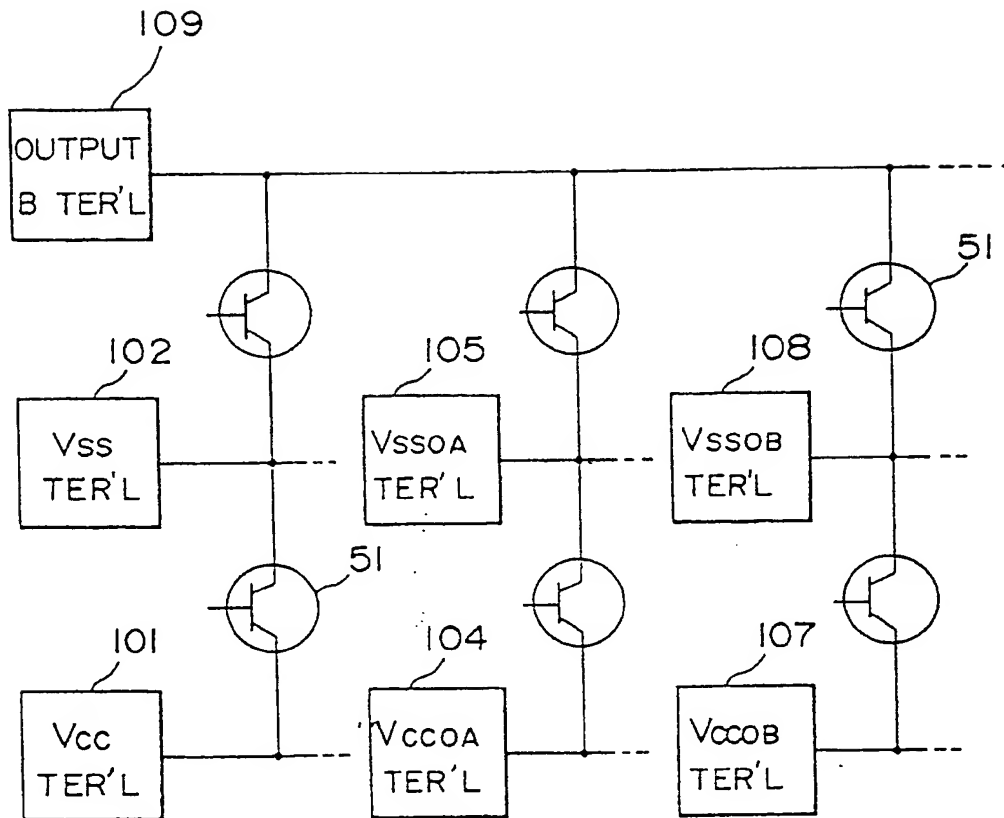 109
OUTPUT
B TER'L
51
102
105
108
VSS
TER'L
VSSOA
TER'L
VSSOB
TER'L
51
101
104
107
VCC
TER'L
VCCOA
TER'L
VCCOB
TER'L